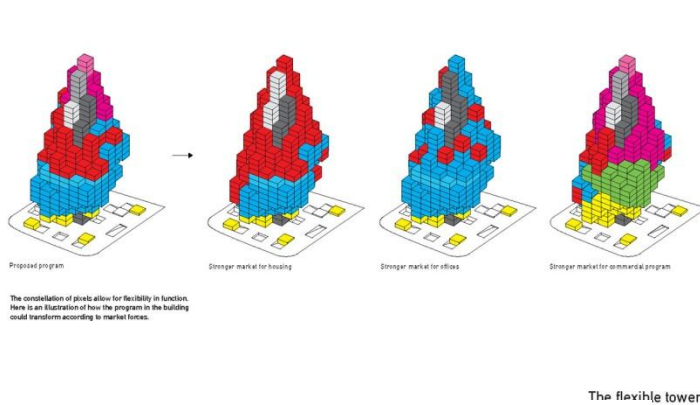 Proposed program
Stronger market for housing
Stronger market for offices
Stronger market for commercial program
The constellation of pixels allow for flexibility in function.
Here is an illustration of how the program in the building
could transform according to market forces.
The flexible tower